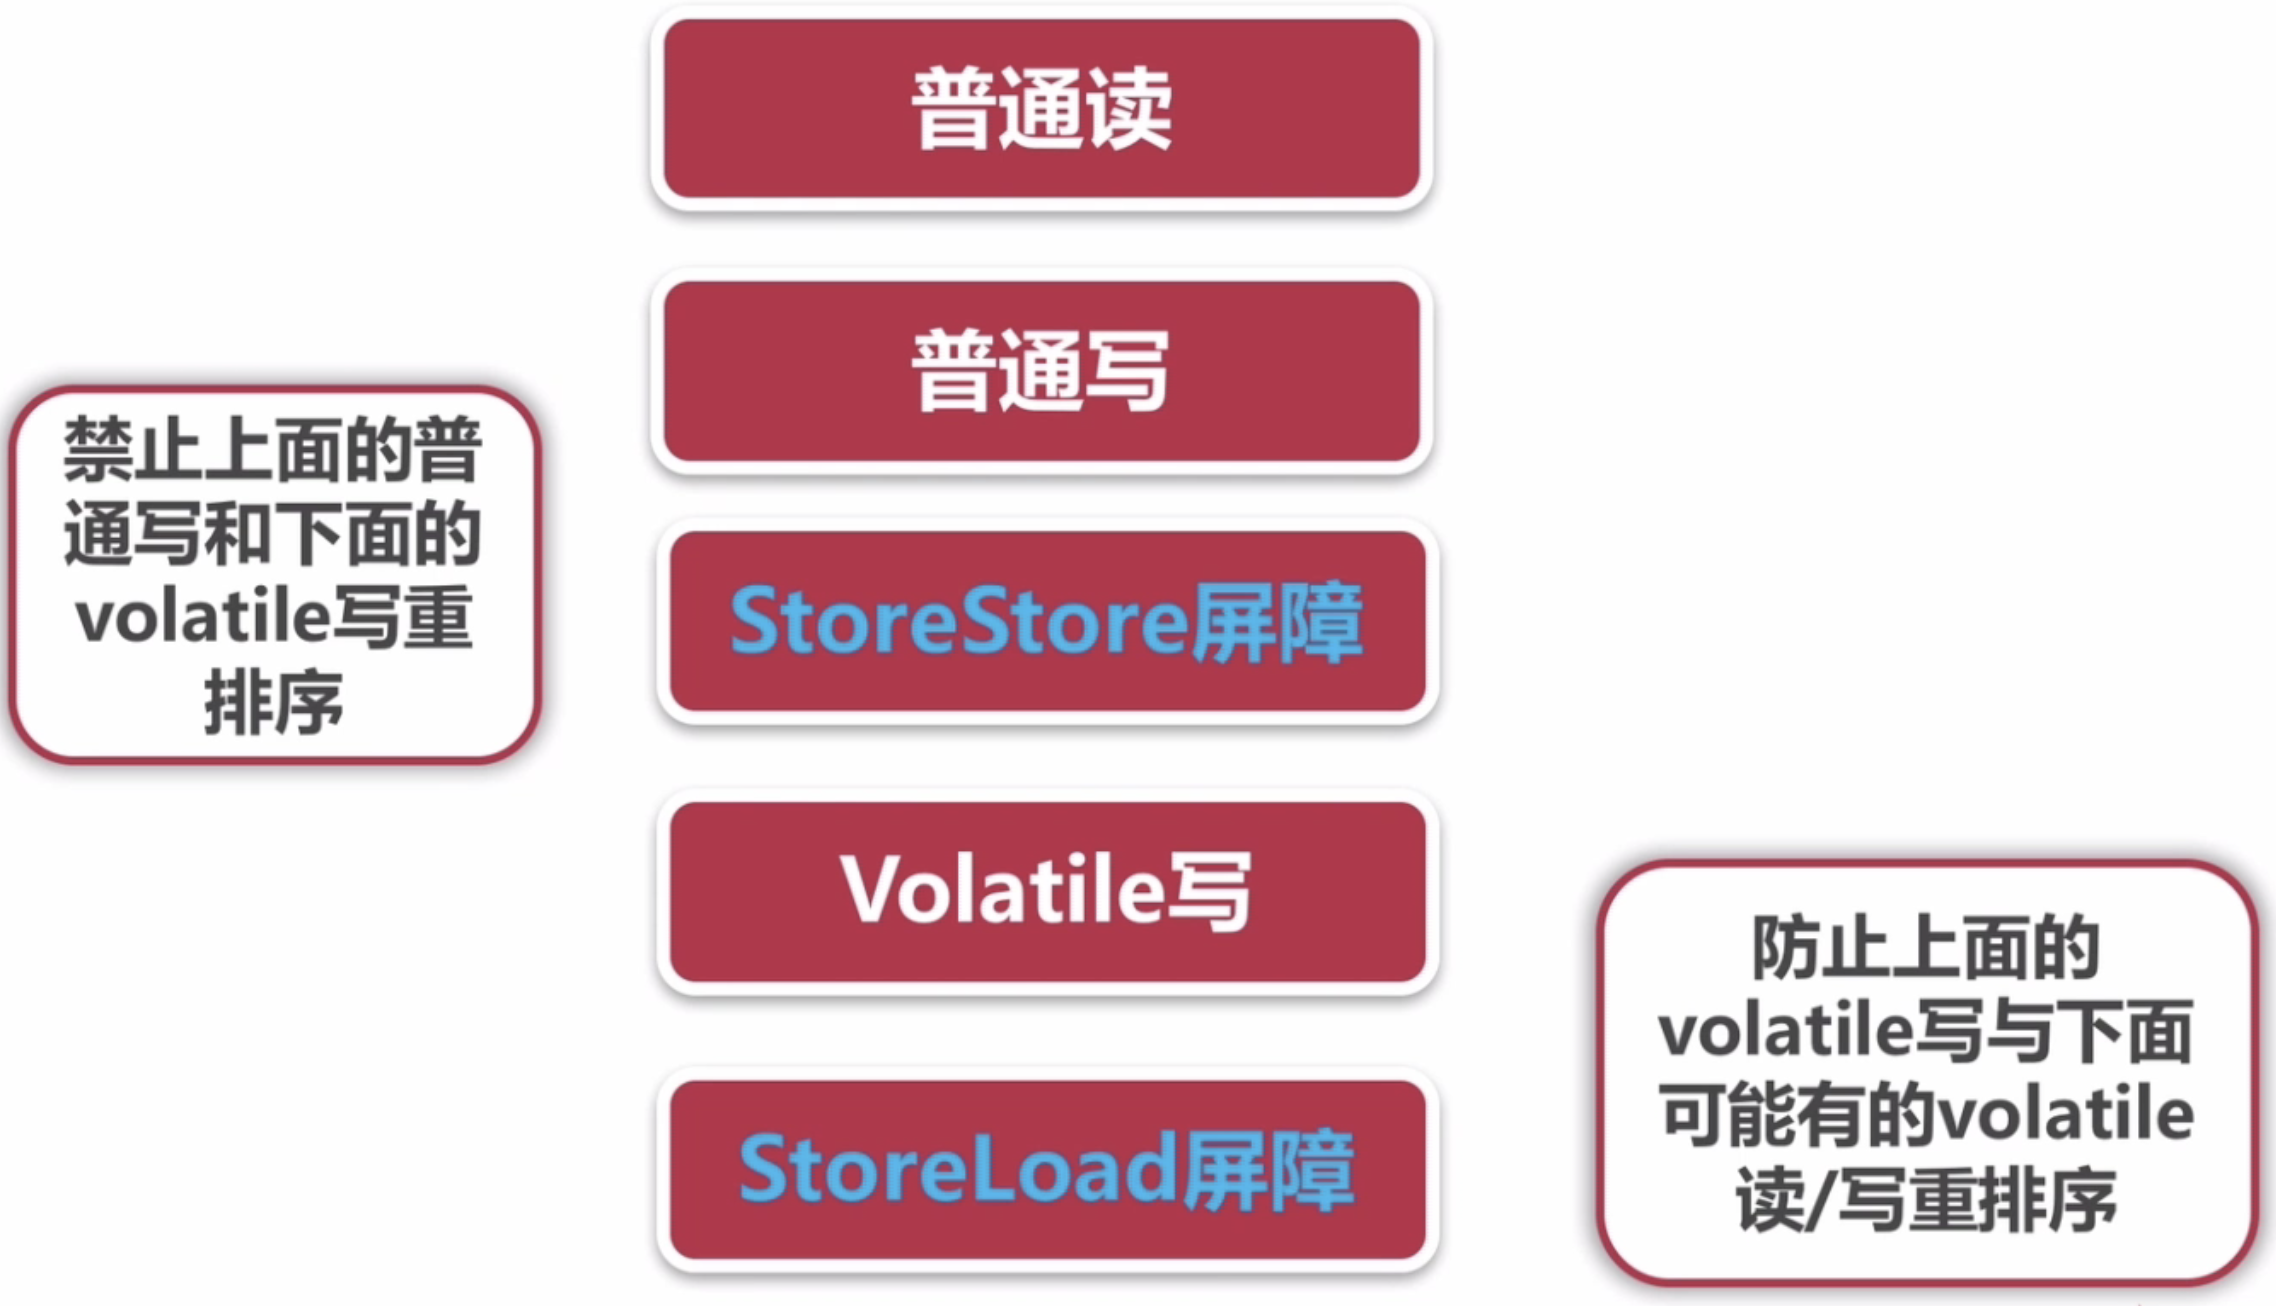 普通读
普通写
禁止上面的普
通写和下面的
volatile写重
排序
StoreStore屏障
Volatile写
防止上面的
volatile写与下面
可能有的volatile
读/写重排序
StoreLoad屏障